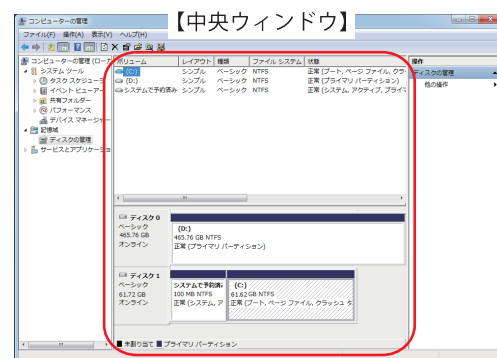 コンピューターの管理
【中央ウィンドウ】
ファイル(F) 操作(A) 表示(V) ヘルプ(H)
コンピューターの管理 (ローカ
システム ツール
タスク スケジューラ
イベント ビューアー
共有フォルダー
パフォーマンス
デバイス マネージャー
記憶域
ディスクの管理
サービスとアプリケーショ
ボリューム レイアウト 種類 ファイル システム 状態
(C:) シンプル ベーシック NTFS 正常 (ブート, ページ ファイル, クラ
(D:) シンプル ベーシック NTFS 正常 (プライマリ パーティション)
システムで予約済み シンプル ベーシック NTFS 正常 (システム, アクティブ, プライマ
操作
ディスクの管理
他の操作
ディスク 0
ベーシック
465.76 GB
オンライン
(D:)
465.76 GB NTFS
正常 (プライマリ パーティション)
ディスク 1
ベーシック
61.72 GB
オンライン
システムで予約済
100 MB NTFS
正常 (システム, ア
(C:)
61.62 GB NTFS
正常 (ブート, ページ ファイル, クラッシュ ダ
未割り当て プライマリ パーティション